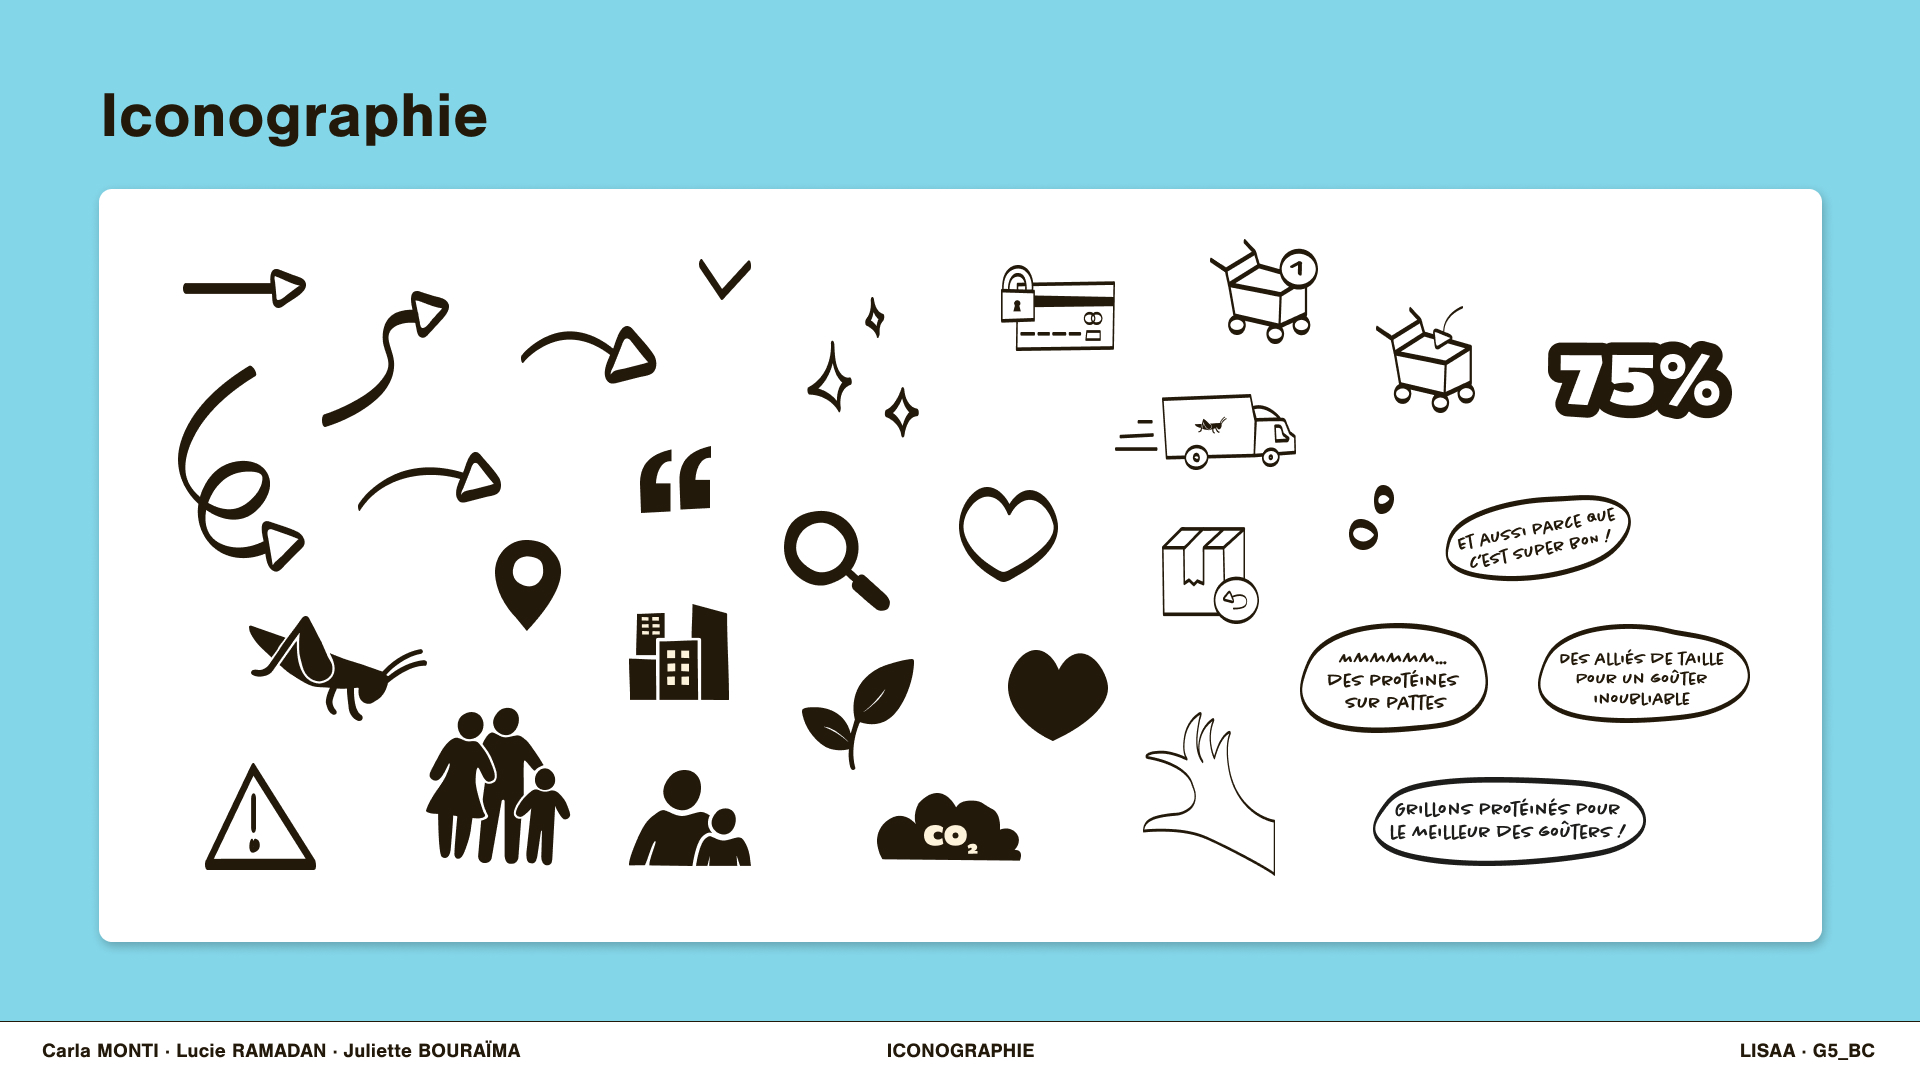 Iconographie
1
75%
ET AUSSI PARCE QUE
C'EST SUPER BON !
MMMMMM...
DES PROTÉINES
SUR PATTES
DES ALLIÉS DE TAILLE
POUR UN GOÛTER
INOUBLIABLE
CO2
GRILLONS PROTÉINÉS POUR
LE MEILLEUR DES GOÛTERS !
Carla MONTI · Lucie RAMADAN · Juliette BOURAÏMA
ICONOGRAPHIE
LISAA · G5_BC